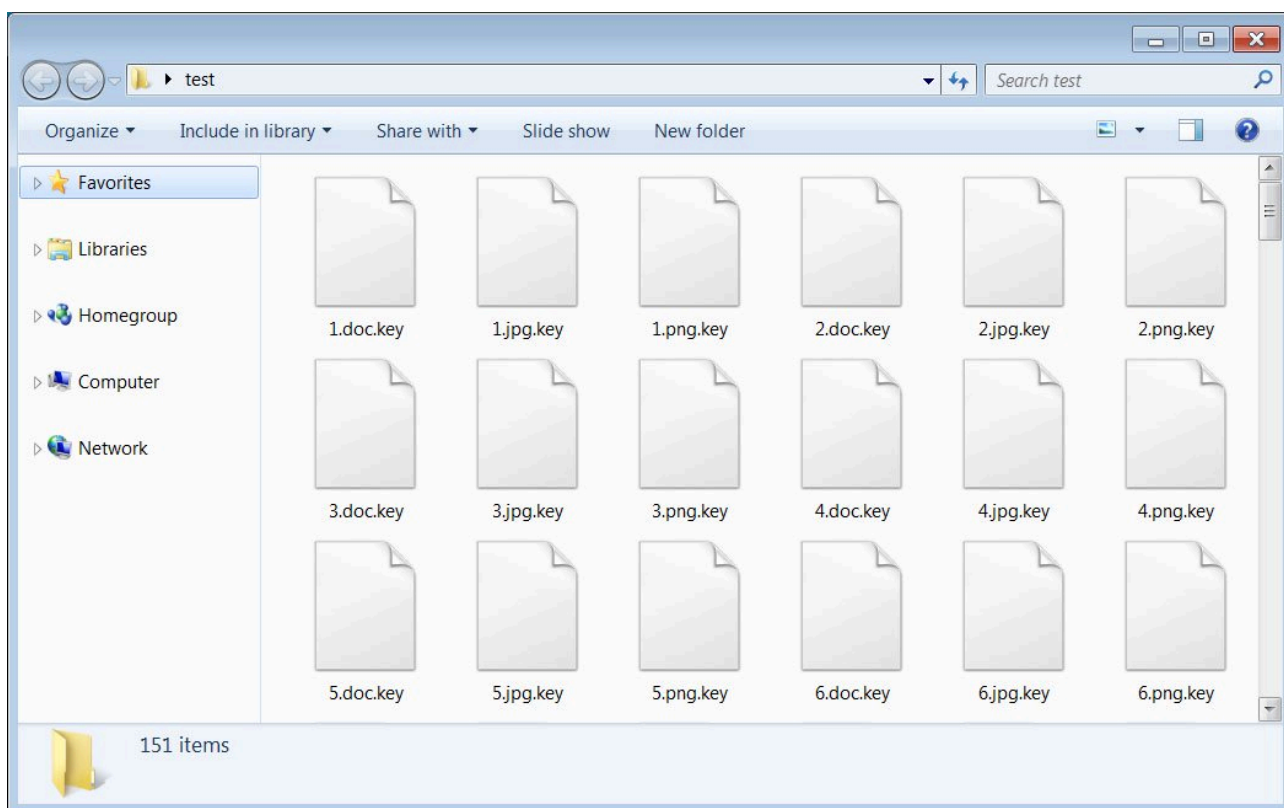 test
Search test
Organize Include in library Share with Slide show New folder
Favorites
Libraries
Homegroup
Computer
Network
1.doc.key 1.jpg.key 1.png.key 2.doc.key 2.jpg.key 2.png.key
3.doc.key 3.jpg.key 3.png.key 4.doc.key 4.jpg.key 4.png.key
5.doc.key 5.jpg.key 5.png.key 6.doc.key 6.jpg.key 6.png.key
151 items